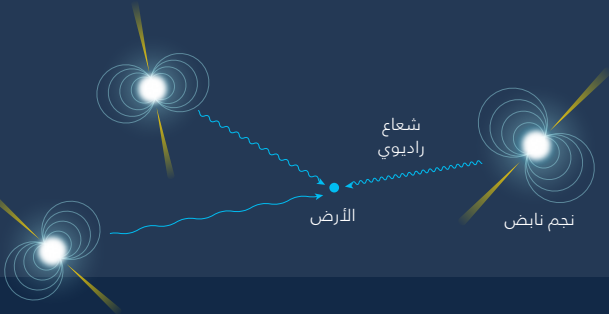 شعاع
راديوي
نجم نابض
الأرض